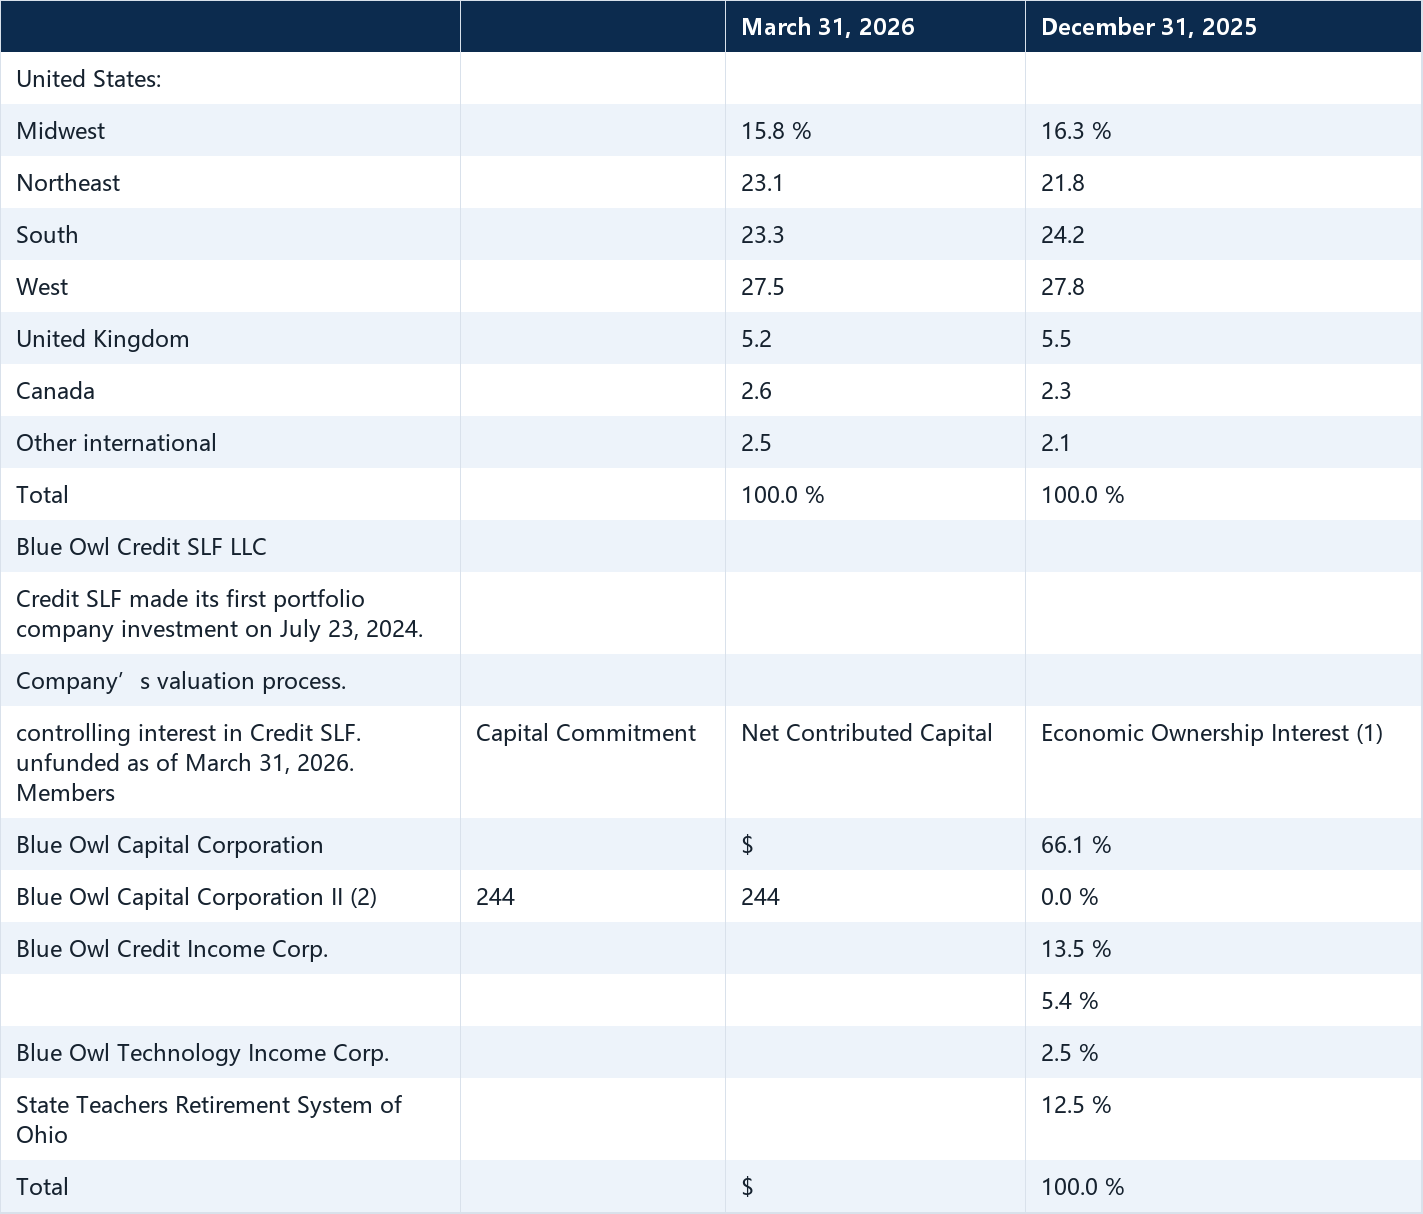 March 31, 2026 December 31, 2025
United States:
Midwest 15.8 % 16.3 %
Northeast 23.1 21.8
South 23.3 24.2
West 27.5 27.8
United Kingdom 5.2 5.5
Canada 2.6 2.3
Other international 2.5 2.1
Total 100.0 % 100.0 %
Blue Owl Credit SLF LLC
Credit SLF made its first portfolio
company investment on July 23, 2024.
Company’s valuation process.
controlling interest in Credit SLF. Capital Commitment Net Contributed Capital Economic Ownership Interest (1)
unfunded as of March 31, 2026.
Members
Blue Owl Capital Corporation $ 66.1 %
Blue Owl Capital Corporation II (2) 244 244 0.0 %
Blue Owl Credit Income Corp. 13.5 %
5.4 %
Blue Owl Technology Income Corp. 2.5 %
State Teachers Retirement System of 12.5 %
Ohio
Total $ 100.0 %